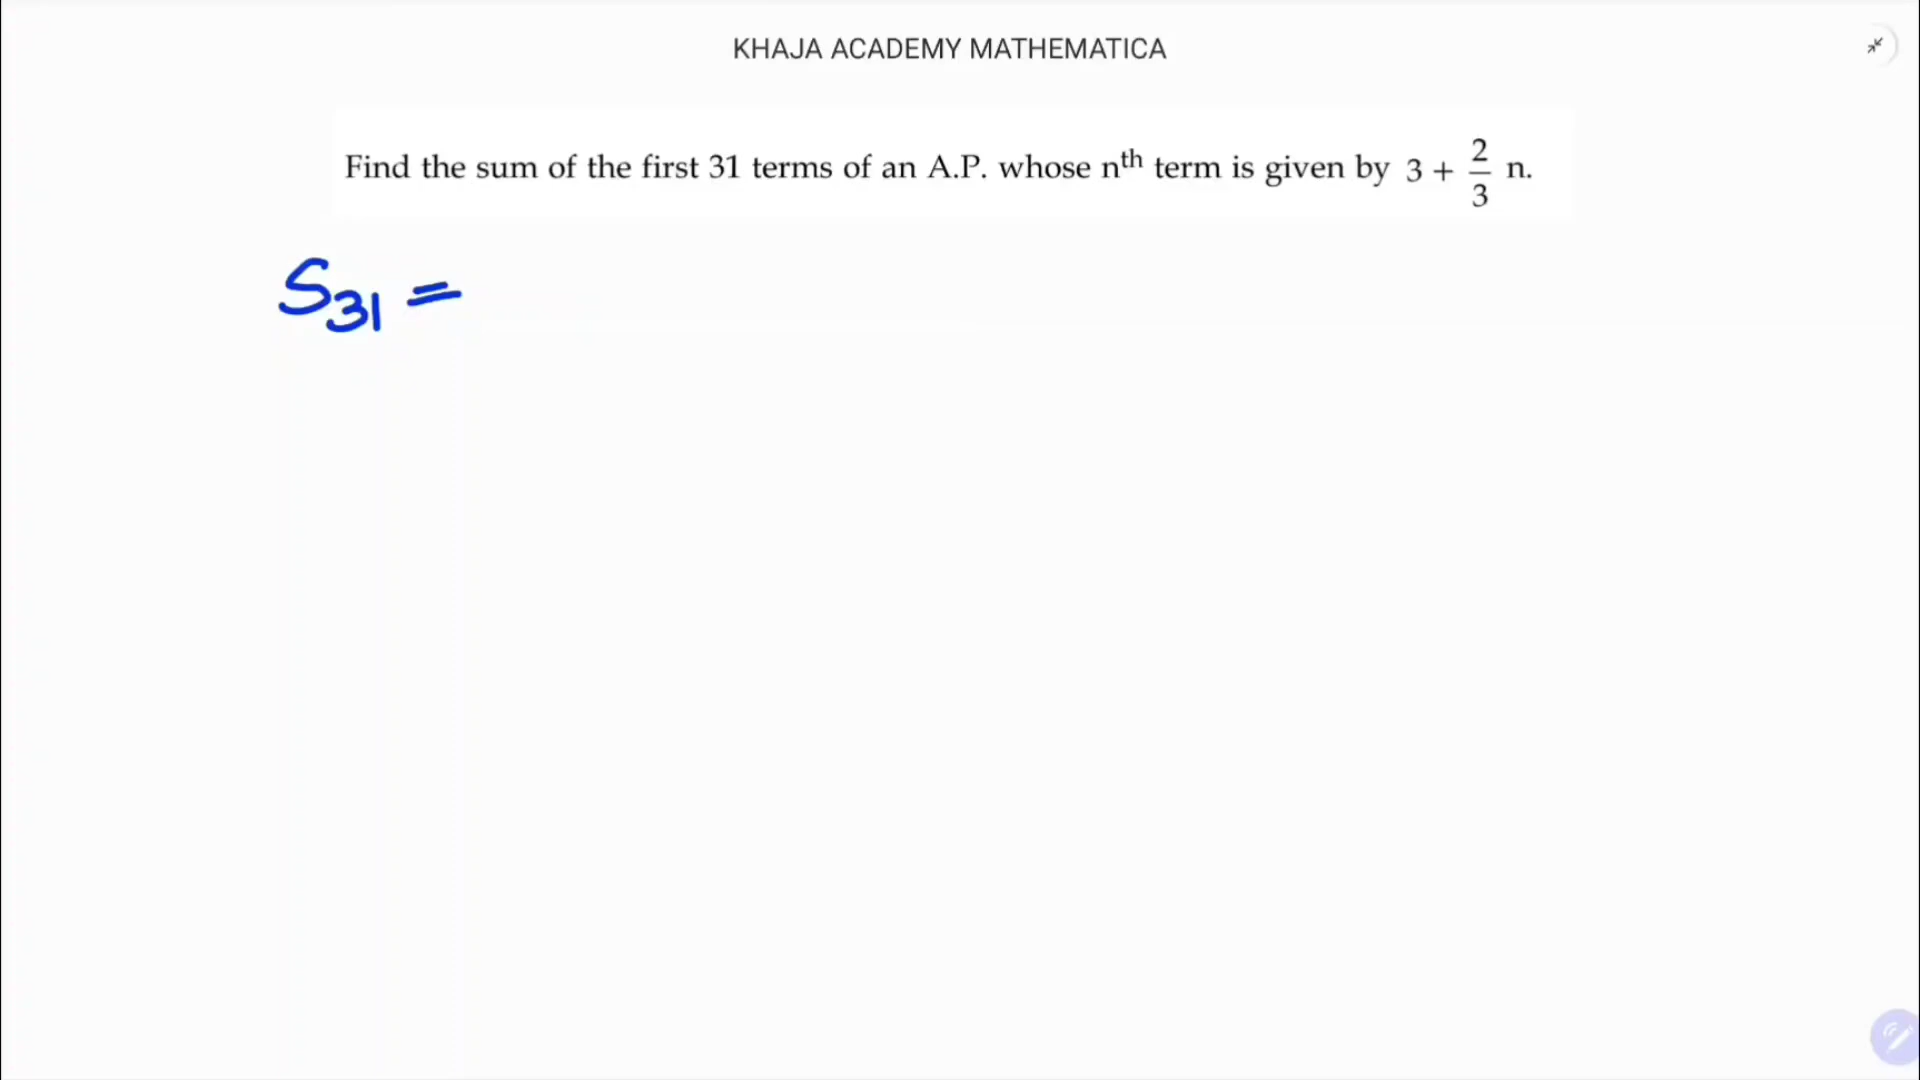 KHAJA ACADEMY MATHEMATICA
Find the sum of the first 31 terms of an A.P. whose nᵗʰ term is given by 3 + 2/3 n.
S₃₁ =